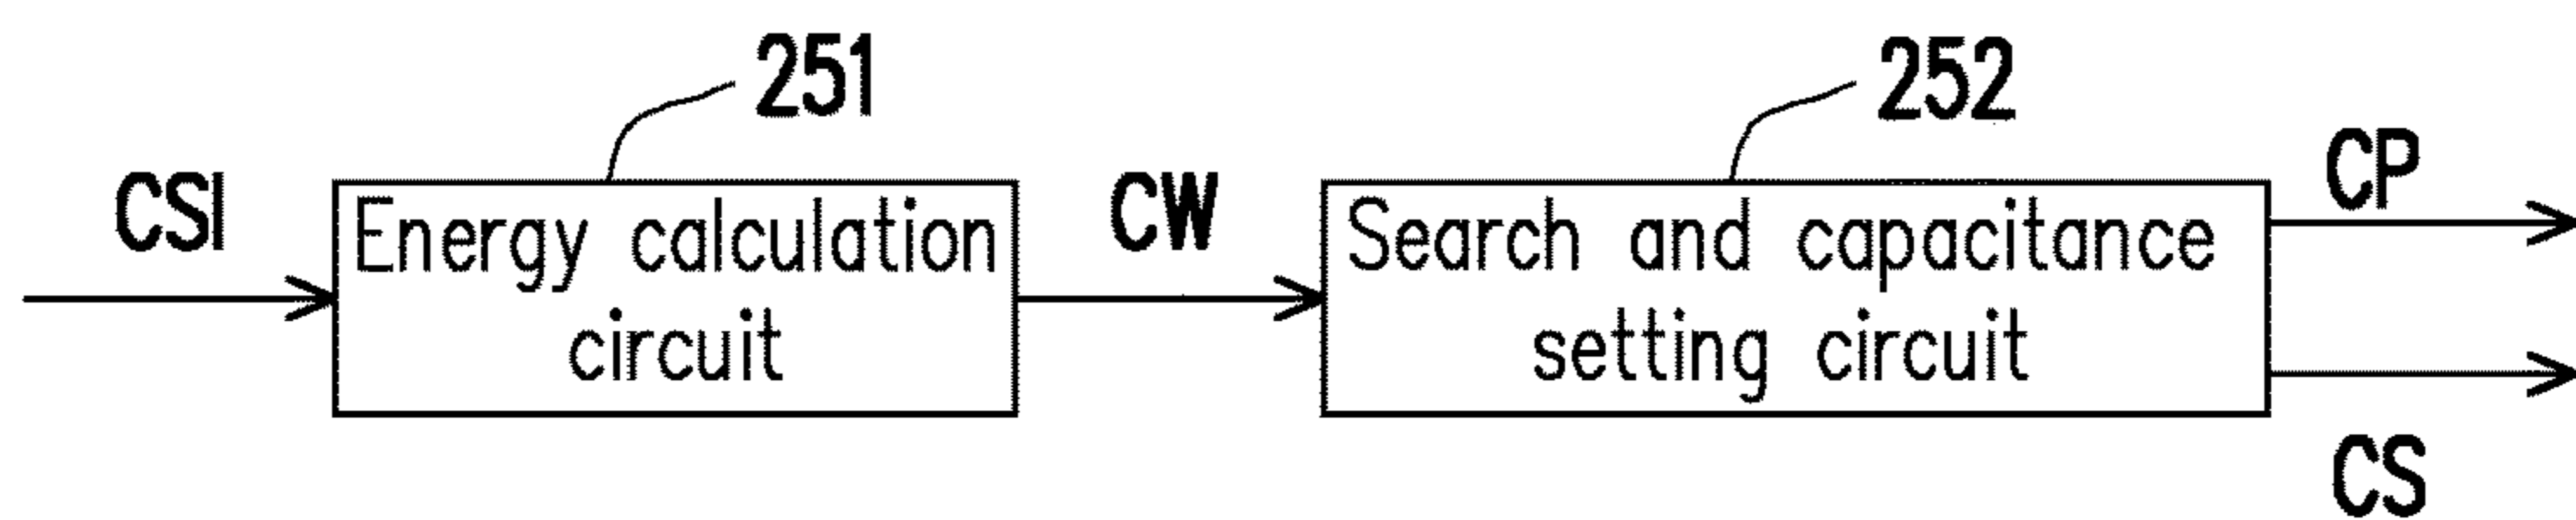 251
252
CSI
Energy calculation
circuit
CW
Search and capacitance
setting circuit
CP
CS